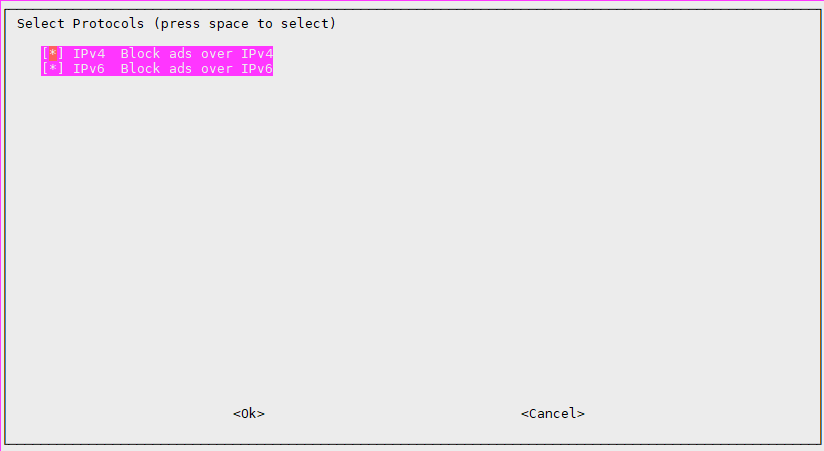 Select Protocols (press space to select)
[*] IPv4  Block ads over IPv4
[*] IPv6  Block ads over IPv6
<Ok> <Cancel>